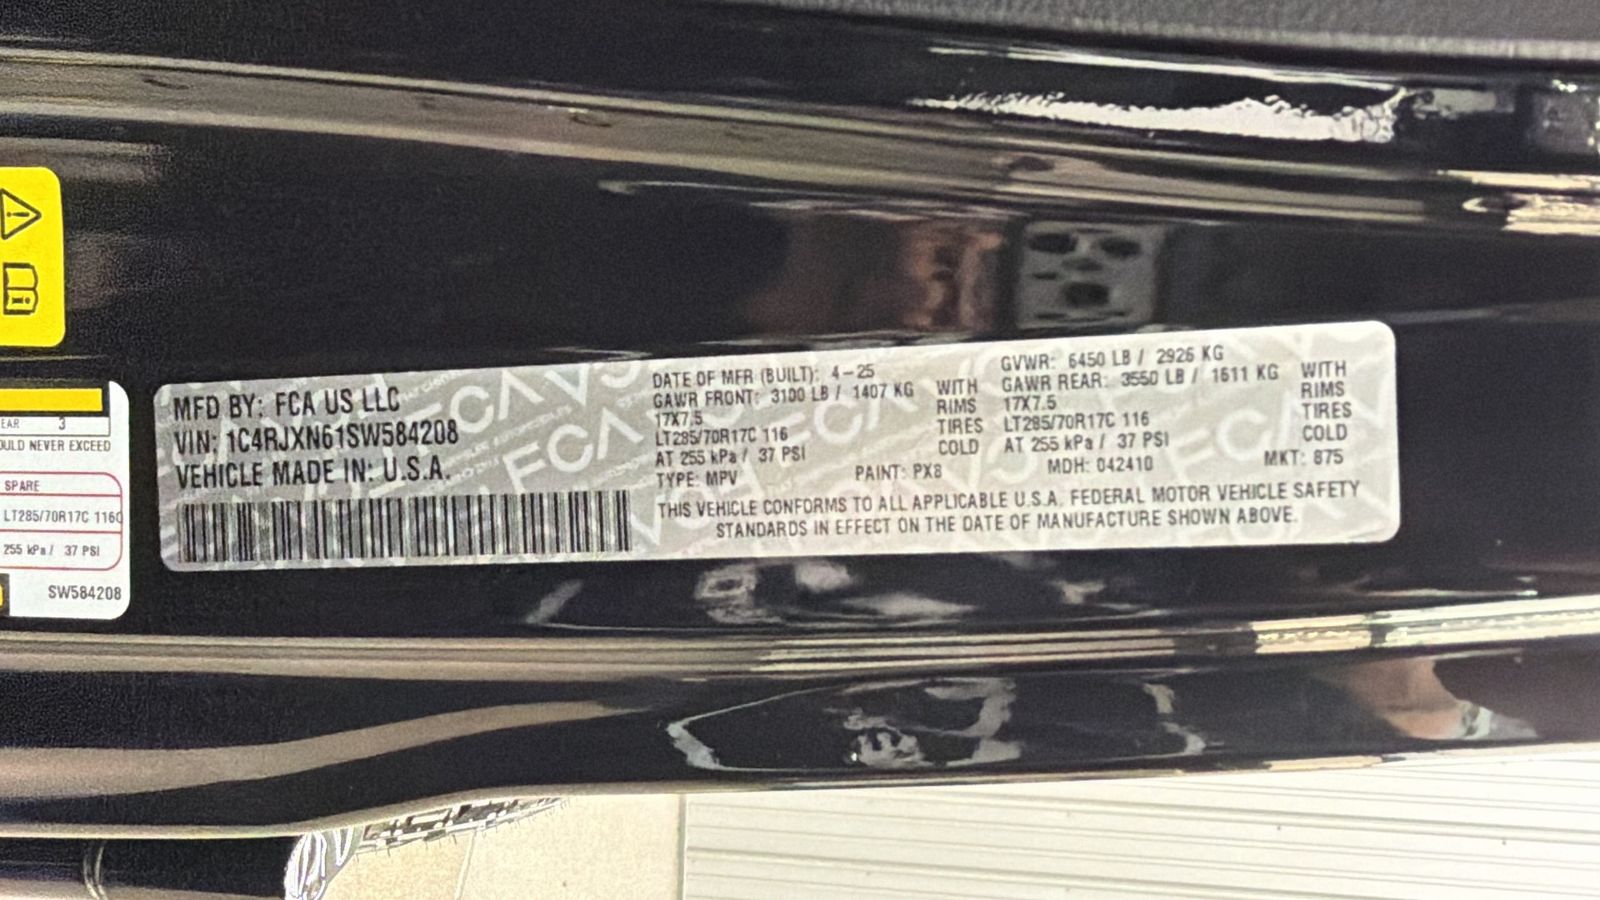 EAR 3
OULD NEVER EXCEED
SPARE
LT285/70R17C 116
255 kPa / 37 PSI
SW584208
MFD BY: FCA US LLC
VIN: 1C4RJXN61SW584208
VEHICLE MADE IN: U.S.A.
DATE OF MFR (BUILT): 4-25
GAWR FRONT: 3100 LB / 1407 KG WITH
17X7.5 RIMS
LT285/70R17C 116 TIRES
AT 255 kPa / 37 PSI COLD
TYPE: MPV PAINT: PX8
GVWR: 6450 LB / 2926 KG
GAWR REAR: 3550 LB / 1611 KG WITH
17X7.5 RIMS
LT285/70R17C 116 TIRES
AT 255 kPa / 37 PSI COLD
MDH: 042410 MKT: 875
THIS VEHICLE CONFORMS TO ALL APPLICABLE U.S.A. FEDERAL MOTOR VEHICLE SAFETY
STANDARDS IN EFFECT ON THE DATE OF MANUFACTURE SHOWN ABOVE.